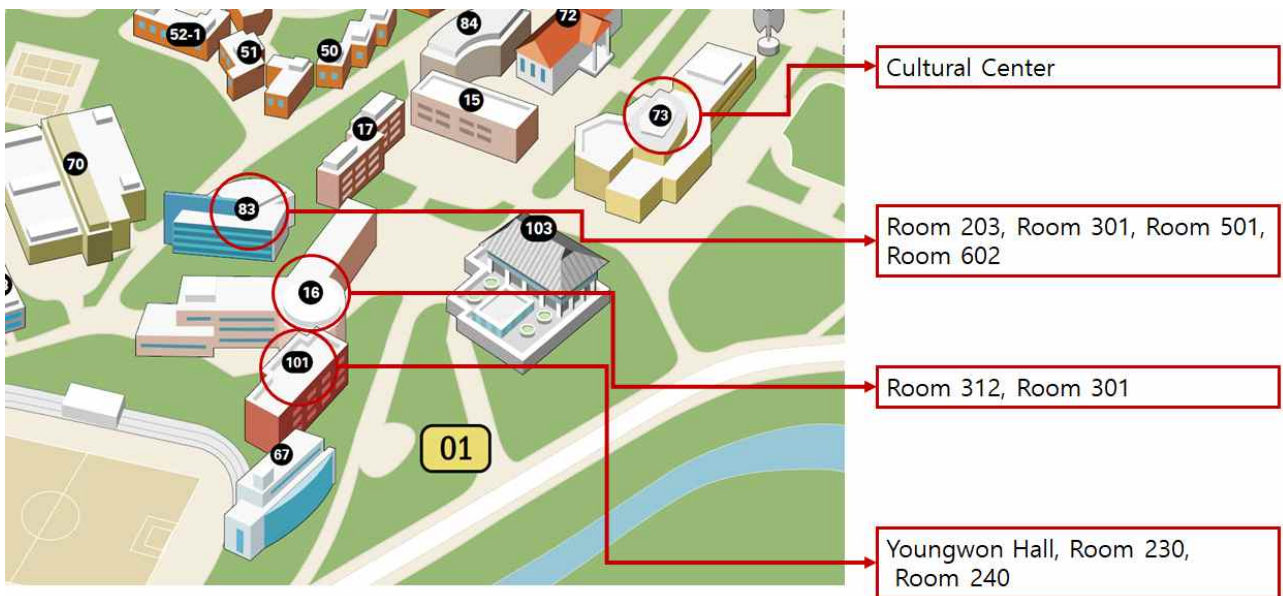 52-1
51
50
84
72
15
17
73
70
83
103
16
101
67
01
Cultural Center
Room 203, Room 301, Room 501,
Room 602
Room 312, Room 301
Youngwon Hall, Room 230,
Room 240